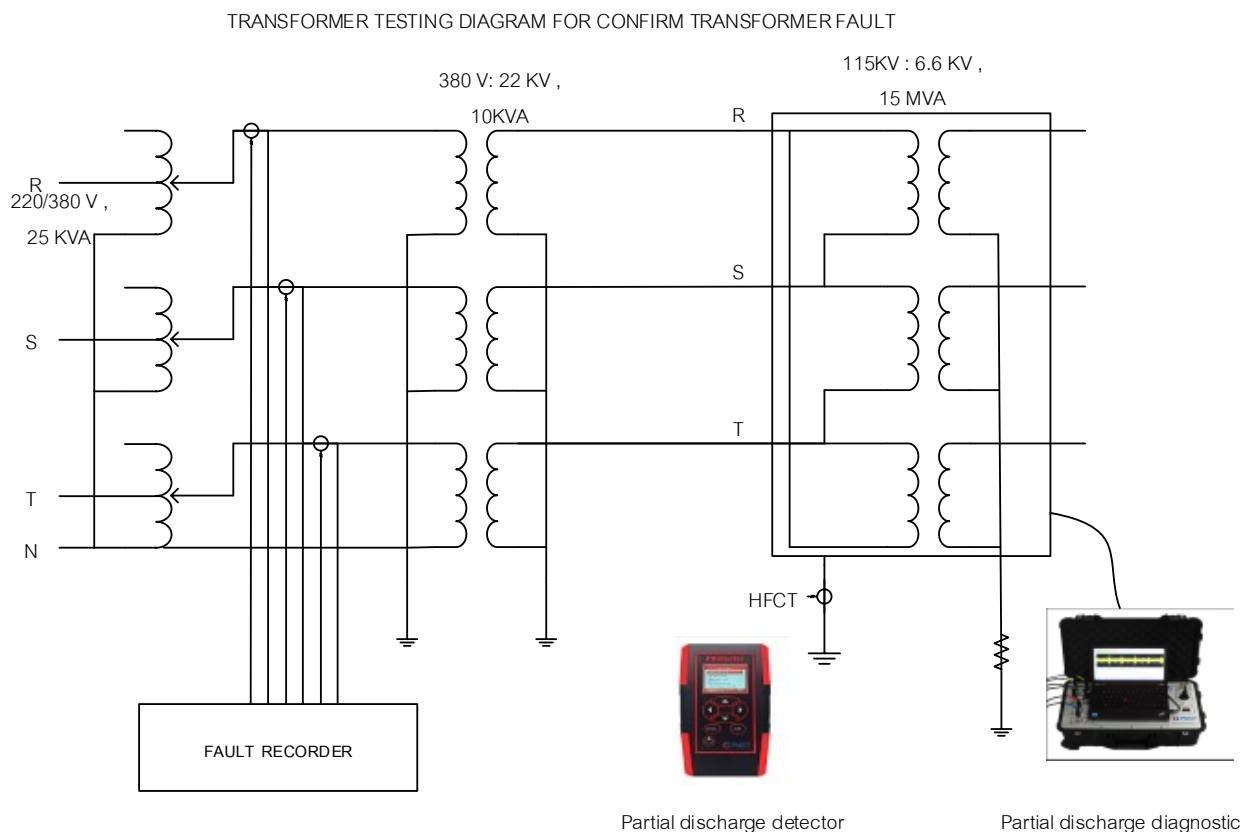 TRANSFORMER TESTING DIAGRAM FOR CONFIRM TRANSFORMER FAULT
115KV : 6.6 KV ,
15 MVA
380 V: 22 KV ,
10KVA
R
R
220/380 V ,
25 KVA
S
S
T
T
N
HFCT
FAULT RECORDER
Partial discharge detector
Partial discharge diagnostic